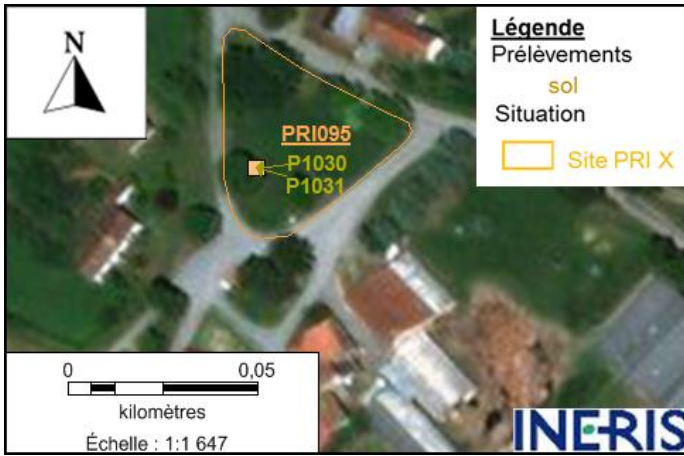 N
Légende
Prélèvements
sol
Situation
Site PRI X
PRI095
P1030
P1031
0 0,05
kilomètres
Échelle : 1:1 647
INERIS